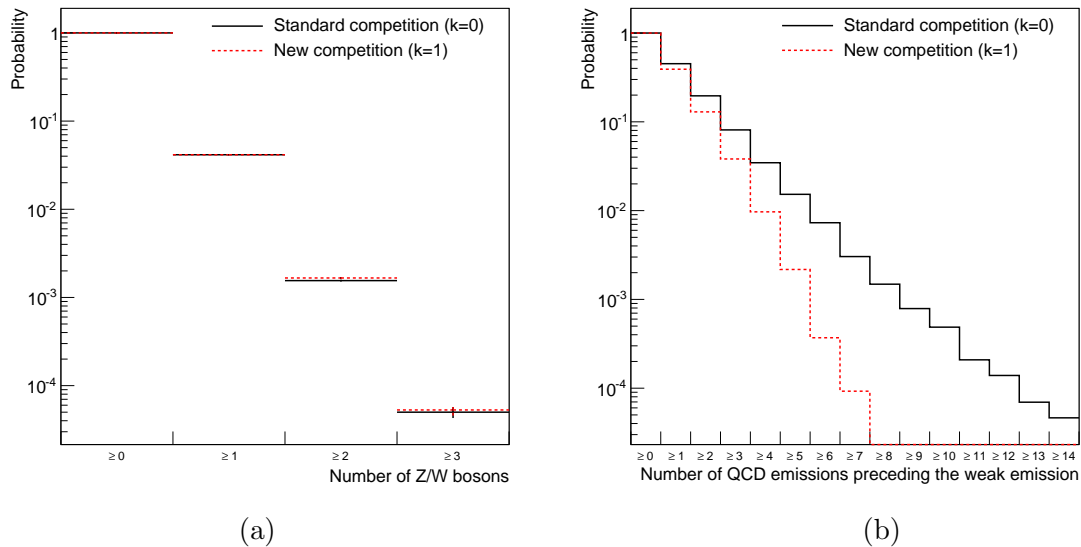 Probability
1
10⁻¹
10⁻²
10⁻³
10⁻⁴
Standard competition (k=0)
New competition (k=1)
≥ 0 ≥ 1 ≥ 2 ≥ 3
Number of Z/W bosons
(a)
Probability
1
10⁻¹
10⁻²
10⁻³
10⁻⁴
Standard competition (k=0)
New competition (k=1)
≥ 0 ≥ 1 ≥ 2 ≥ 3 ≥ 4 ≥ 5 ≥ 6 ≥ 7 ≥ 8 ≥ 9 ≥ 10 ≥ 11 ≥ 12 ≥ 13 ≥ 14
Number of QCD emissions preceding the weak emission
(b)